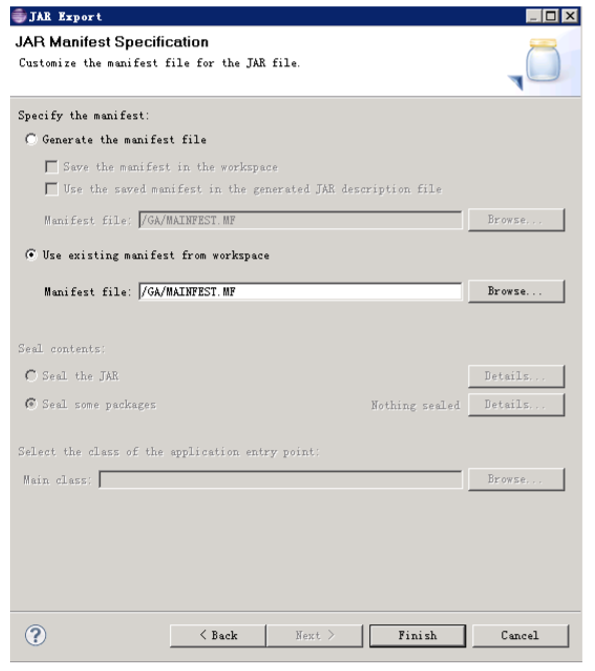 JAR Export
JAR Manifest Specification
Customize the manifest file for the JAR file.
Specify the manifest:
Generate the manifest file
Save the manifest in the workspace
Use the saved manifest in the generated JAR description file
Manifest file: /GA/MAINFEST.MF Browse...
Use existing manifest from workspace
Manifest file: /GA/MAINFEST.MF Browse...
Seal contents:
Seal the JAR Details...
Seal some packages Nothing sealed Details...
Select the class of the application entry point:
Main class: Browse...
? < Back Next > Finish Cancel